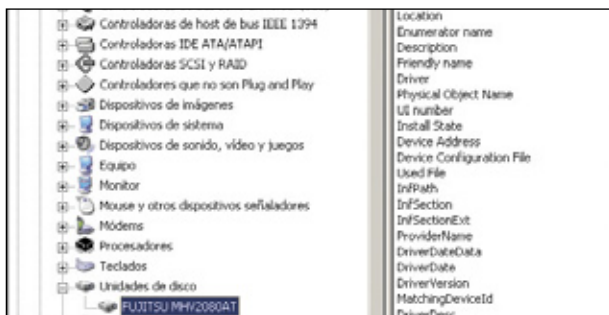 Controladoras de host de bus IEEE 1394
Controladoras IDE ATA/ATAPI
Controladoras SCSI y RAID
Controladores que no son Plug and Play
Dispositivos de imágenes
Dispositivos de sistema
Dispositivos de sonido, vídeo y juegos
Equipo
Monitor
Mouse y otros dispositivos señaladores
Módems
Procesadores
Teclados
Unidades de disco
FUJITSU MHV2080AT
Location
Enumerator name
Description
Friendly name
Driver
Physical Object Name
UI number
Install State
Device Address
Device Configuration File
Used File
InfPath
InfSection
InfSectionExt
ProviderName
DriverDateData
DriverDate
DriverVersion
MatchingDeviceId
DriverDesc